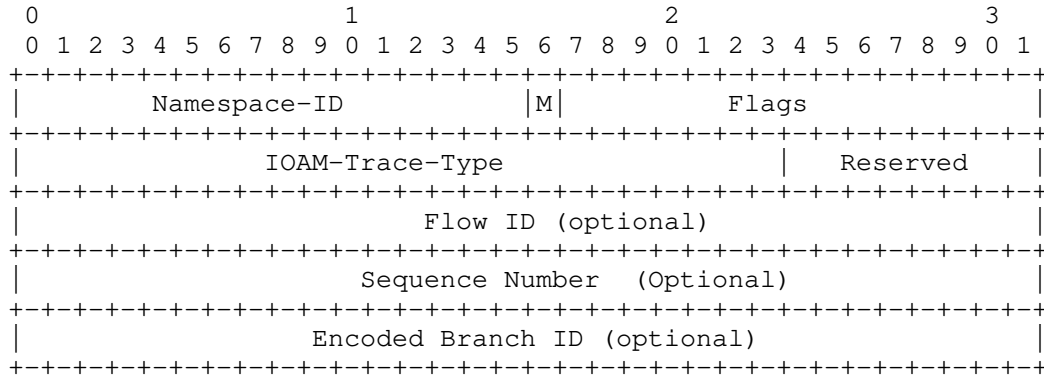 0                   1                   2                   3
0 1 2 3 4 5 6 7 8 9 0 1 2 3 4 5 6 7 8 9 0 1 2 3 4 5 6 7 8 9 0 1
+-+-+-+-+-+-+-+-+-+-+-+-+-+-+-+-+-+-+-+-+-+-+-+-+-+-+-+-+-+-+-+-+
|        Namespace-ID           |M|          Flags              |
+-+-+-+-+-+-+-+-+-+-+-+-+-+-+-+-+-+-+-+-+-+-+-+-+-+-+-+-+-+-+-+-+
|               IOAM-Trace-Type                 |   Reserved    |
+-+-+-+-+-+-+-+-+-+-+-+-+-+-+-+-+-+-+-+-+-+-+-+-+-+-+-+-+-+-+-+-+
|                         Flow ID (optional)                    |
+-+-+-+-+-+-+-+-+-+-+-+-+-+-+-+-+-+-+-+-+-+-+-+-+-+-+-+-+-+-+-+-+
|                     Sequence Number  (Optional)               |
+-+-+-+-+-+-+-+-+-+-+-+-+-+-+-+-+-+-+-+-+-+-+-+-+-+-+-+-+-+-+-+-+
|                  Encoded Branch ID (optional)                 |
+-+-+-+-+-+-+-+-+-+-+-+-+-+-+-+-+-+-+-+-+-+-+-+-+-+-+-+-+-+-+-+-+